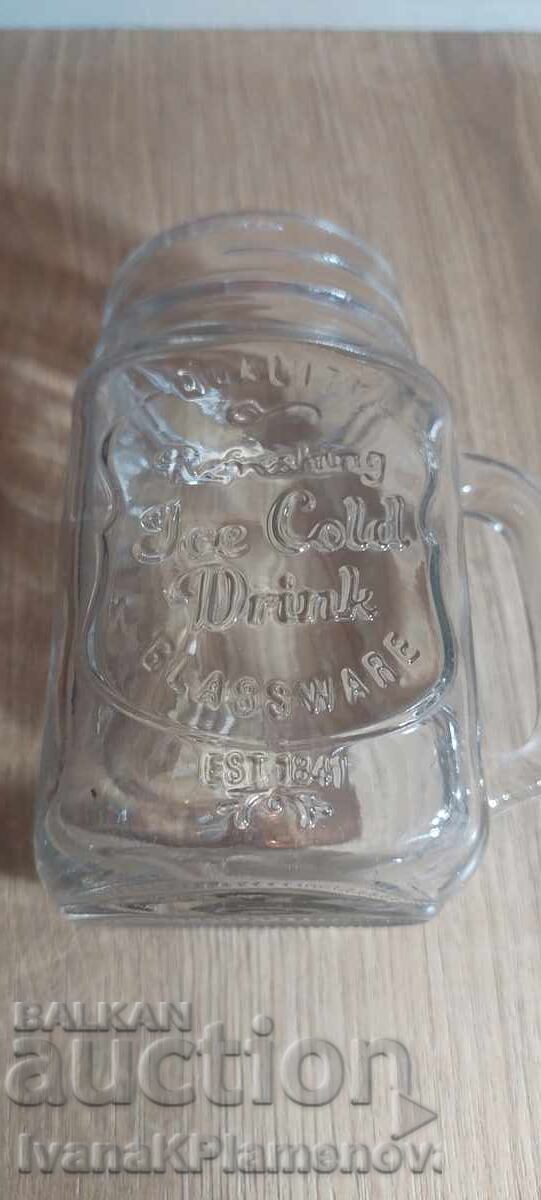 QUALITY
Refreshing
Ice Cold
Drink
GLASSWARE
EST. 1841
BALKAN
auction
IvanaKPlamenov.